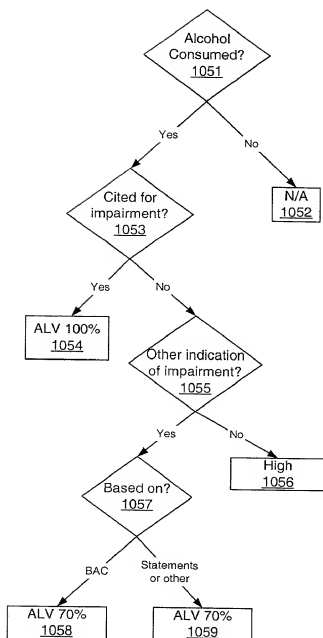 Alcohol
Consumed?
1051
Yes
No
N/A
1052
Cited for
impairment?
1053
Yes
No
ALV 100%
1054
Other indication
of impairment?
1055
Yes
No
High
1056
Based on?
1057
BAC
Statements
or other
ALV 70%
1058
ALV 70%
1059